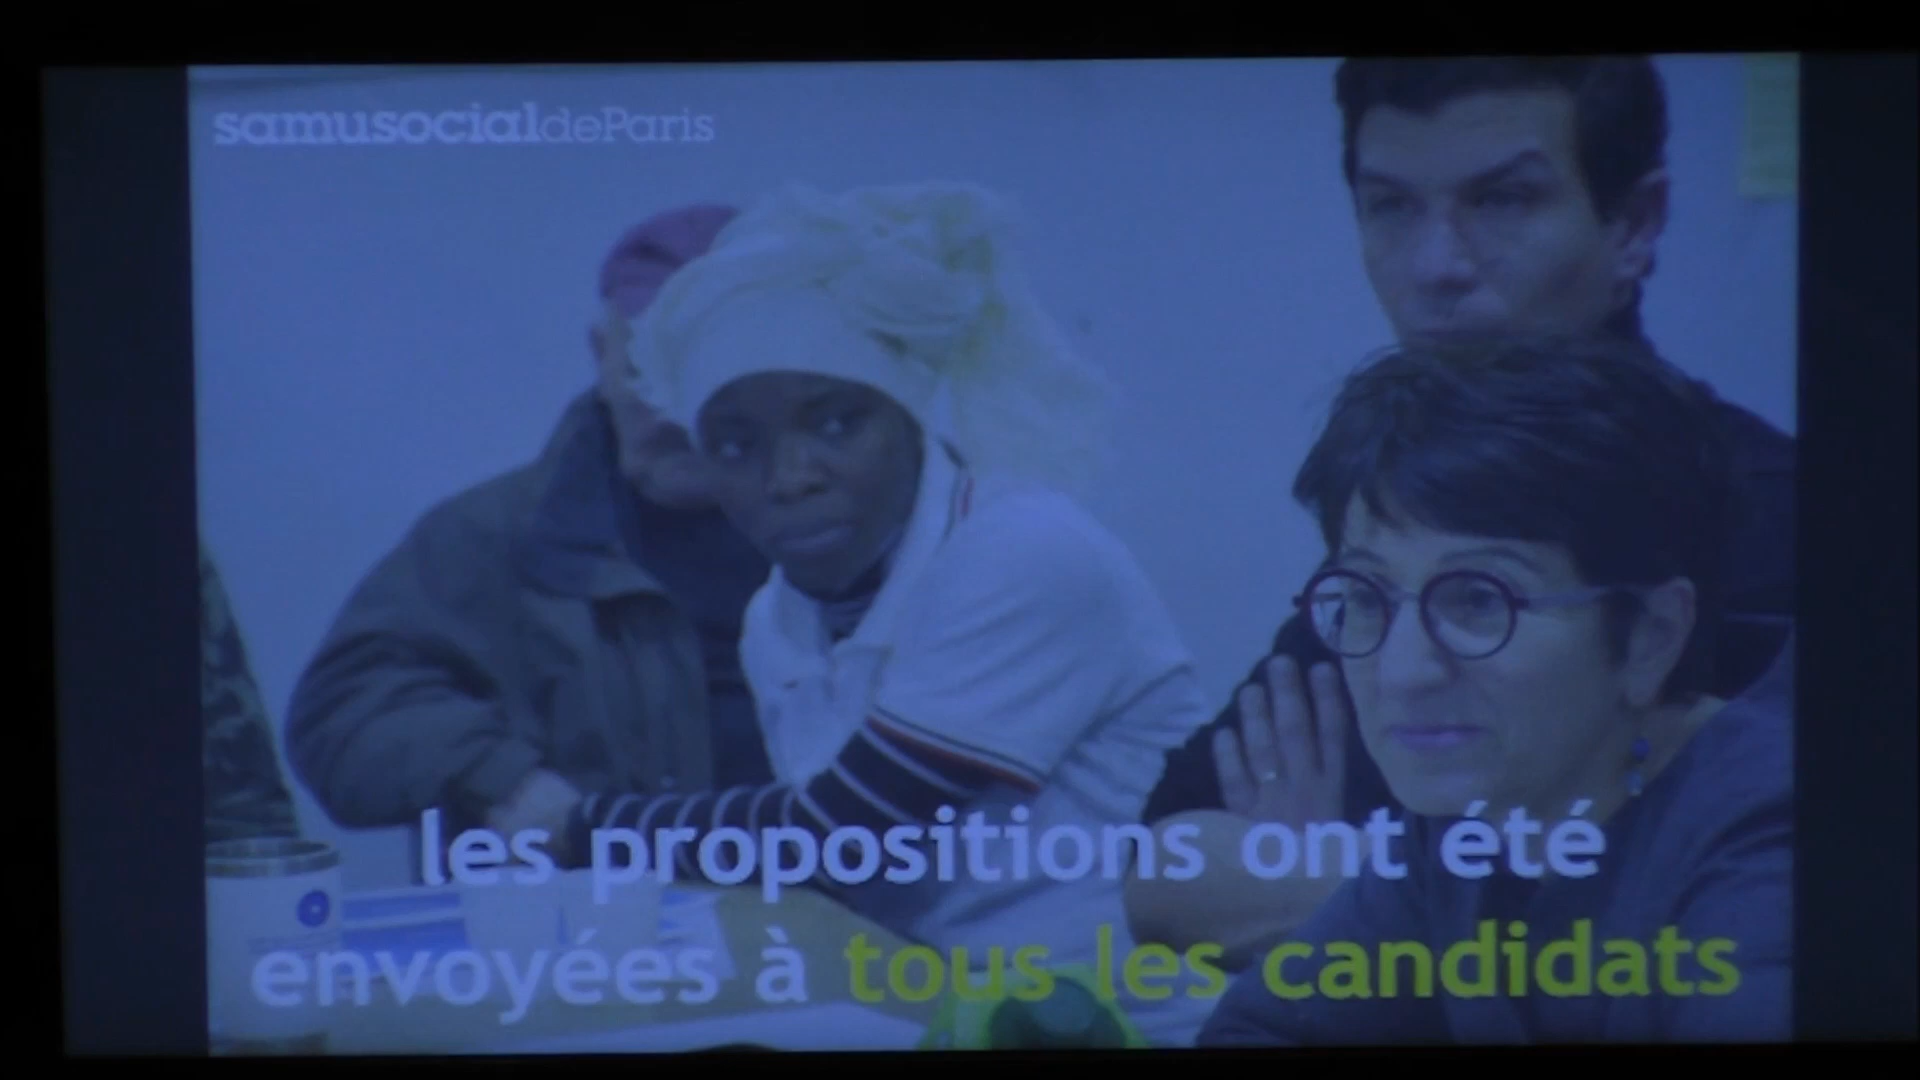 samusocialdeParis
les propositions ont été
envoyées à tous les candidats